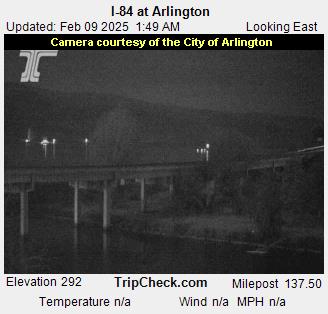 I-84 at Arlington
Updated: Feb 09 2025 1:49 AM Looking East
Camera courtesy of the City of Arlington
Elevation 292 TripCheck.com Milepost 137.50
Temperature n/a Wind n/a MPH n/a